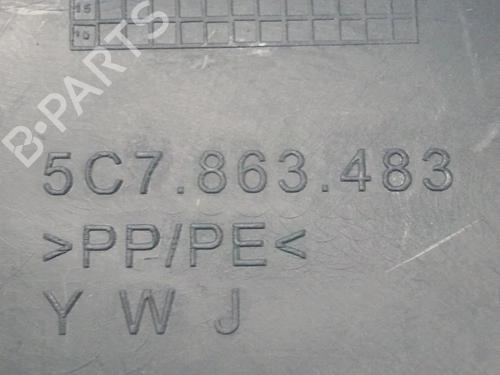 15
16
B-PARTS
5C7.863.483
>PP/PE<
Y W J